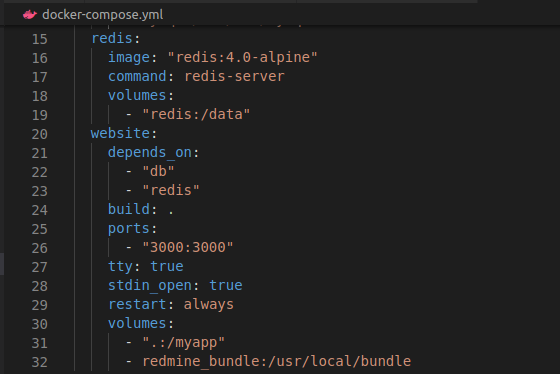 docker-compose.yml
15 redis:
16 image: "redis:4.0-alpine"
17 command: redis-server
18 volumes:
19 - "redis:/data"
20 website:
21 depends_on:
22 - "db"
23 - "redis"
24 build: .
25 ports:
26 - "3000:3000"
27 tty: true
28 stdin_open: true
29 restart: always
30 volumes:
31 - ".:/myapp"
32 - redmine_bundle:/usr/local/bundle